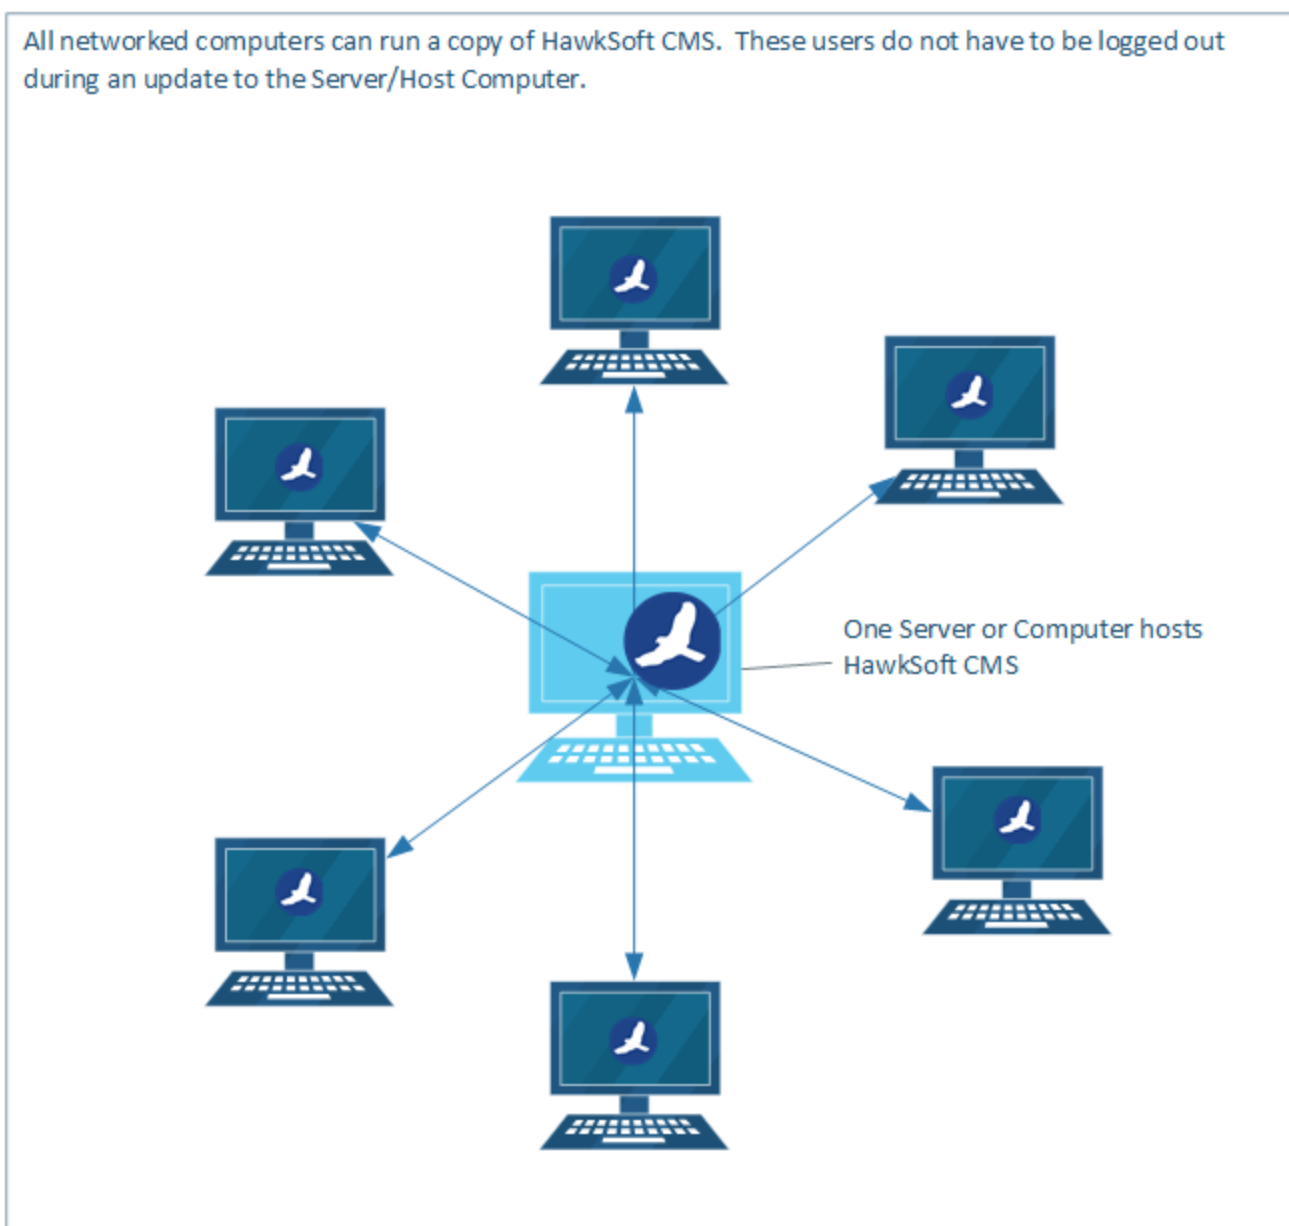 All networked computers can run a copy of HawkSoft CMS.  These users do not have to be logged out
during an update to the Server/Host Computer.
One Server or Computer hosts
HawkSoft CMS